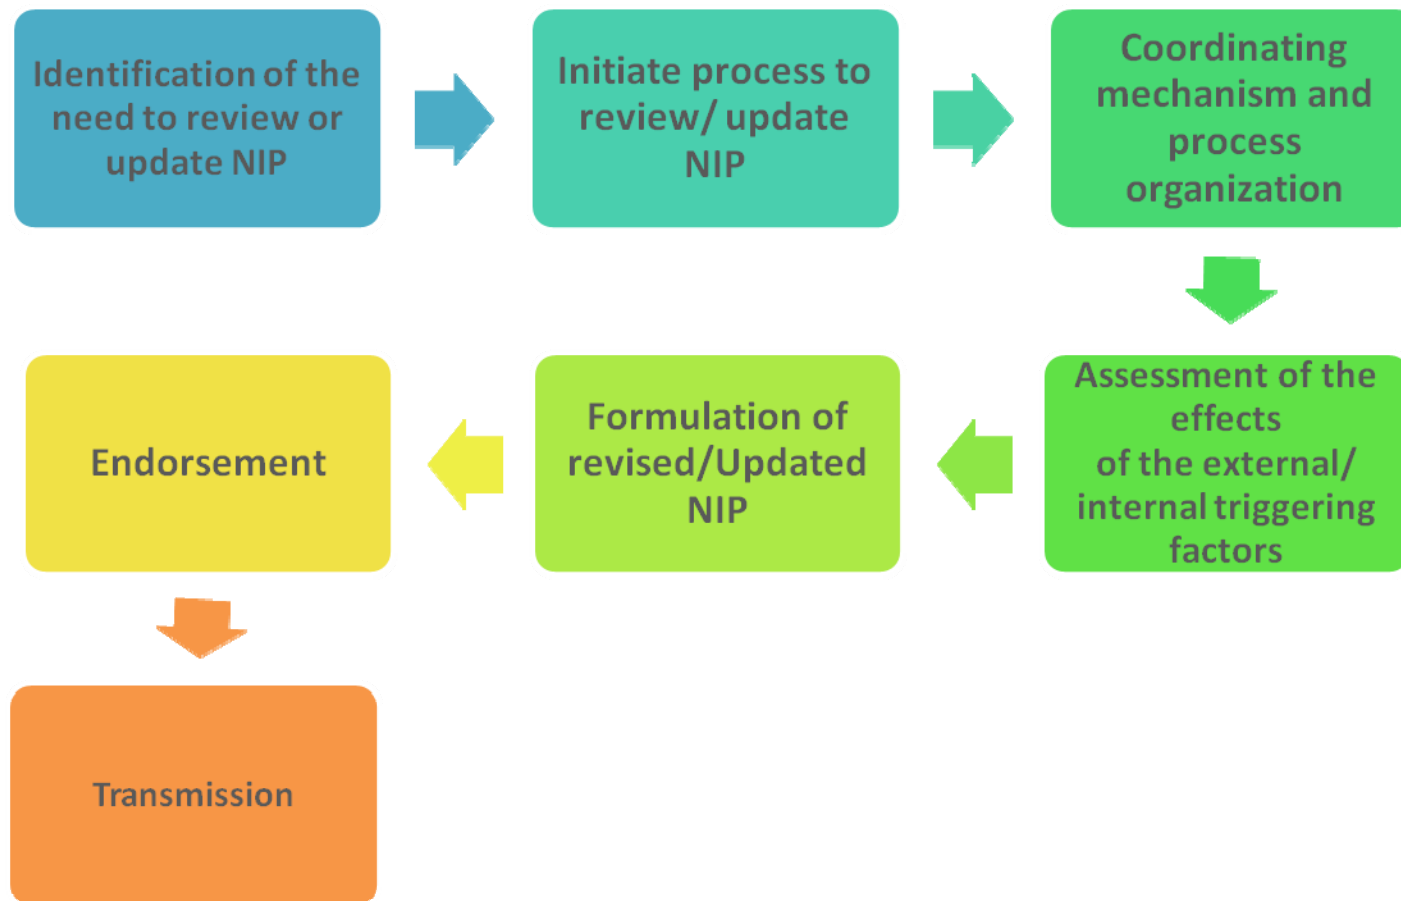 Identification of the
need to review or
update NIP
Initiate process to
review/ update
NIP
Coordinating
mechanism and
process
organization
Assessment of the
effects
of the external/
internal triggering
factors
Formulation of
revised/Updated
NIP
Endorsement
Transmission